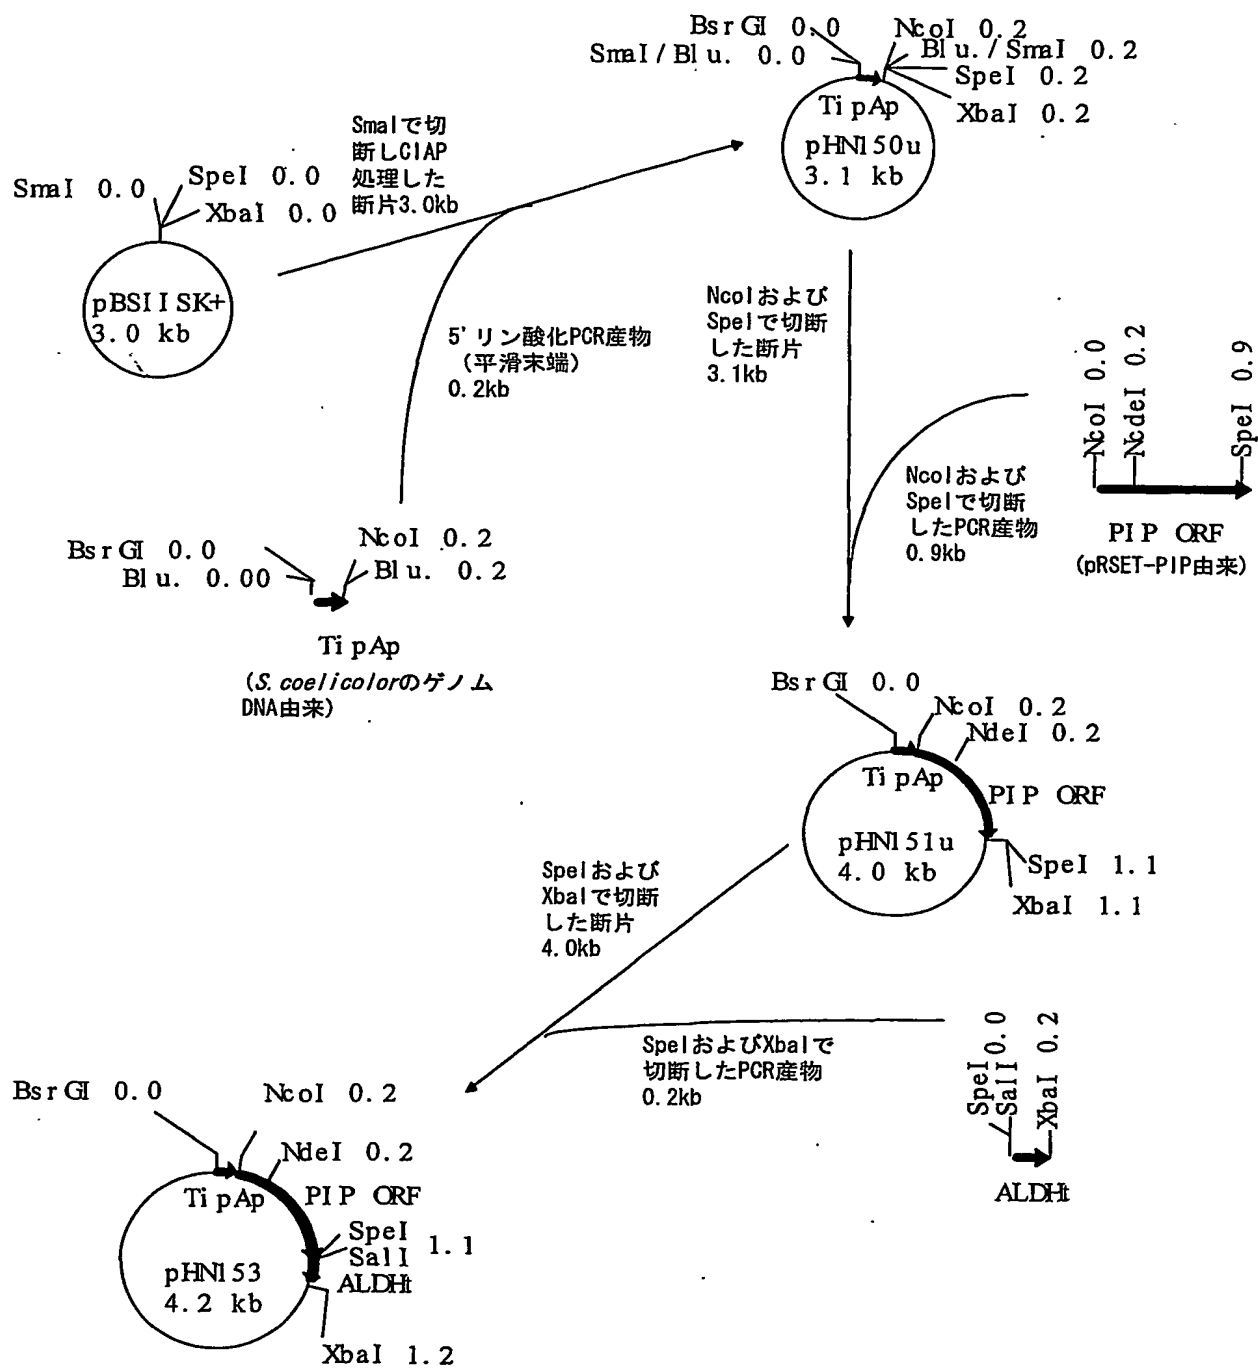 BsrGI 0.0
SmaI/Blu. 0.0
NcoI 0.2
Blu./SmaI 0.2
SpeI 0.2
XbaI 0.2
TipAp
pHN150u
3.1 kb
SmaIで切
断しCIAP
処理した
断片3.0kb
SmaI 0.0
SpeI 0.0
XbaI 0.0
pBSIISK+
3.0 kb
5'リン酸化PCR産物
(平滑末端)
0.2kb
NcoIおよび
SpeIで切断
した断片
3.1kb
NcoI 0.0
NcdeI 0.2
SpeI 0.9
PIP ORF
(pRSET-PIP由来)
NcoIおよび
SpeIで切断
したPCR産物
0.9kb
BsrGI 0.0
Blu. 0.00
NcoI 0.2
Blu. 0.2
TipAp
(S. coelicolorのゲノム
DNA由来)
BsrGI 0.0
NcoI 0.2
NdeI 0.2
TipAp
PIP ORF
pHN151u
4.0 kb
SpeI 1.1
XbaI 1.1
SpeIおよび
XbaIで切断
した断片
4.0kb
SpeIおよびXbaIで
切断したPCR産物
0.2kb
SpeI
SalI 0.0
XbaI 0.2
ALDHt
BsrGI 0.0
NcoI 0.2
NdeI 0.2
TipAp
PIP ORF
SpeI
SalI 1.1
ALDHt
pHN153
4.2 kb
XbaI 1.2